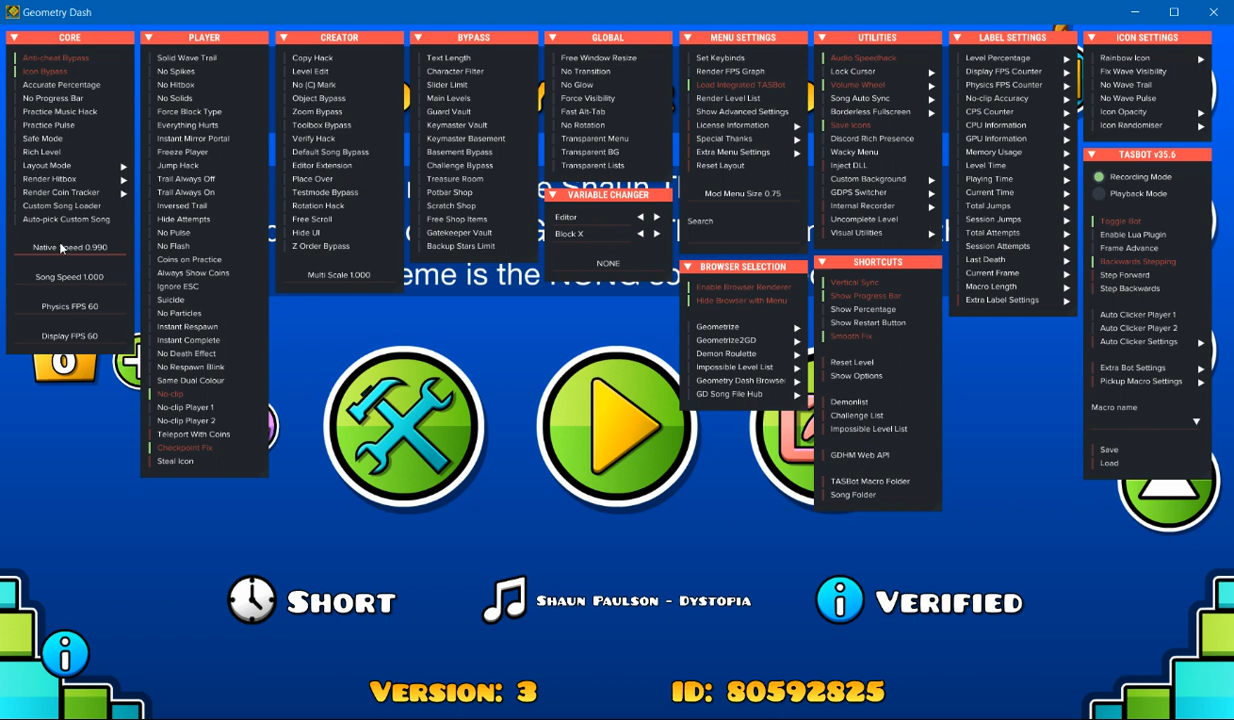 Geometry Dash
CORE
Anti-cheat Bypass
Icon Bypass
Accurate Percentage
No Progress Bar
Practice Music Hack
Practice Pulse
Safe Mode
Rich Level
Layout Mode
Render Hitbox
Render Coin Tracker
Custom Song Loader
Auto-pick Custom Song
Native Speed 0.990
Song Speed 1.000
Physics FPS 60
Display FPS 60
0
PLAYER
Solid Wave Trail
No Spikes
No Hitbox
No Solids
Force Block Type
Everything Hurts
Instant Mirror Portal
Freeze Player
Jump Hack
Trail Always Off
Trail Always On
Inversed Trail
Hide Attempts
No Pulse
No Flash
Coins on Practice
Always Show Coins
Ignore ESC
Suicide
No Particles
Instant Respawn
Instant Complete
No Death Effect
No Respawn Blink
Same Dual Colour
No-clip
No-clip Player 1
No-clip Player 2
Teleport With Coins
Checkpoint Fix
Steal Icon
CREATOR
Copy Hack
Level Edit
No (C) Mark
Object Bypass
Zoom Bypass
Toolbox Bypass
Verify Hack
Default Song Bypass
Editor Extension
Place Over
Testmode Bypass
Rotation Hack
Free Scroll
Hide UI
Z Order Bypass
Multi Scale 1.000
BYPASS
Text Length
Character Filter
Slider Limit
Main Levels
Guard Vault
Keymaster Vault
Keymaster Basement
Basement Bypass
Challenge Bypass
Treasure Room
Potbar Shop
Scratch Shop
Free Shop Items
Gatekeeper Vault
Backup Stars Limit
GLOBAL
Free Window Resize
No Transition
No Glow
Force Visibility
Fast Alt-Tab
No Rotation
Transparent Menu
Transparent BG
Transparent Lists
VARIABLE CHANGER
Editor
Block X
NONE
MENU SETTINGS
Set Keybinds
Render FPS Graph
Load Integrated TASBot
Render Level List
Show Advanced Settings
License Information
Special Thanks
Extra Menu Settings
Reset Layout
Mod Menu Size 0.75
Search
BROWSER SELECTION
Enable Browser Renderer
Hide Browser with Menu
Geometrize
Geometrize2GD
Demon Roulette
Impossible Level List
Geometry Dash Browse
GD Song File Hub
UTILITIES
Audio Speedhack
Lock Cursor
Volume Wheel
Song Auto Sync
Borderless Fullscreen
Save Icons
Discord Rich Presence
Wacky Menu
Inject DLL
Custom Background
GDPS Switcher
Internal Recorder
Uncomplete Level
Visual Utilities
SHORTCUTS
Vertical Sync
Show Progress Bar
Show Percentage
Show Restart Button
Smooth Fix
Reset Level
Show Options
Demonlist
Challenge List
Impossible Level List
GDHM Web API
TASBot Macro Folder
Song Folder
LABEL SETTINGS
Level Percentage
Display FPS Counter
Physics FPS Counter
No-clip Accuracy
CPS Counter
CPU Information
GPU Information
Memory Usage
Level Time
Playing Time
Current Time
Total Jumps
Session Jumps
Total Attempts
Session Attempts
Last Death
Current Frame
Macro Length
Extra Label Settings
ICON SETTINGS
Rainbow Icon
Fix Wave Visibility
No Wave Trail
No Wave Pulse
Icon Opacity
Icon Randomiser
TASBOT v35.6
Recording Mode
Playback Mode
Toggle Bot
Enable Lua Plugin
Frame Advance
Backwards Stepping
Step Forward
Step Backwards
Auto Clicker Player 1
Auto Clicker Player 2
Auto Clicker Settings
Extra Bot Settings
Pickup Macro Settings
Macro name
Save
Load
eme is the NONG so
Short
Shaun Paulson - Dystopia
Verified
Version: 3
ID: 80592825